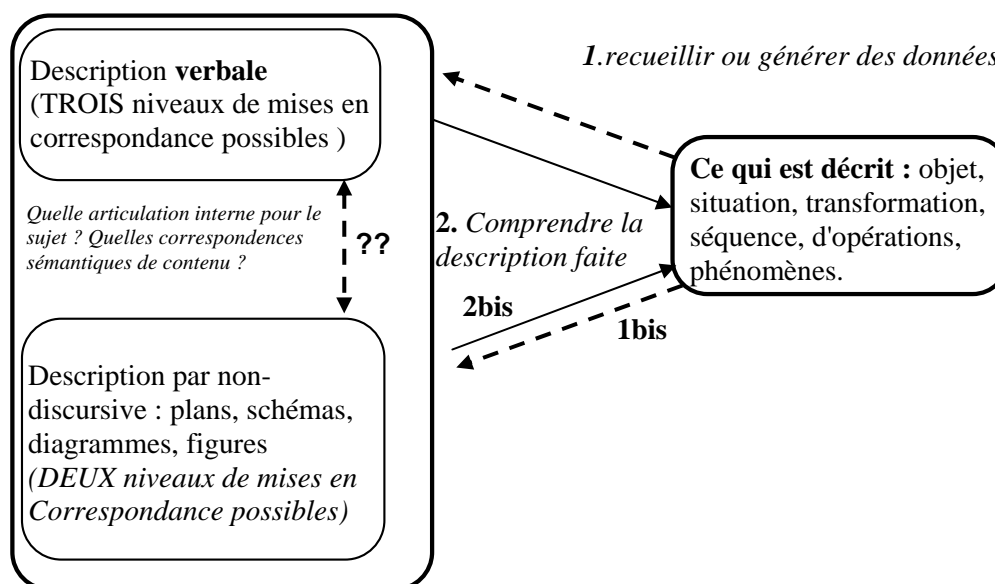 1.recueillir ou générer des données
Description verbale
(TROIS niveaux de mises en
correspondance possibles )
Ce qui est décrit : objet,
situation, transformation,
séquence, d'opérations,
phénomènes.
Quelle articulation interne pour le
sujet ? Quelles correspondences
sémantiques de contenu ?
??
2. Comprendre la
description faite
2bis
1bis
Description par non-
discursive : plans, schémas,
diagrammes, figures
(DEUX niveaux de mises en
Correspondance possibles)